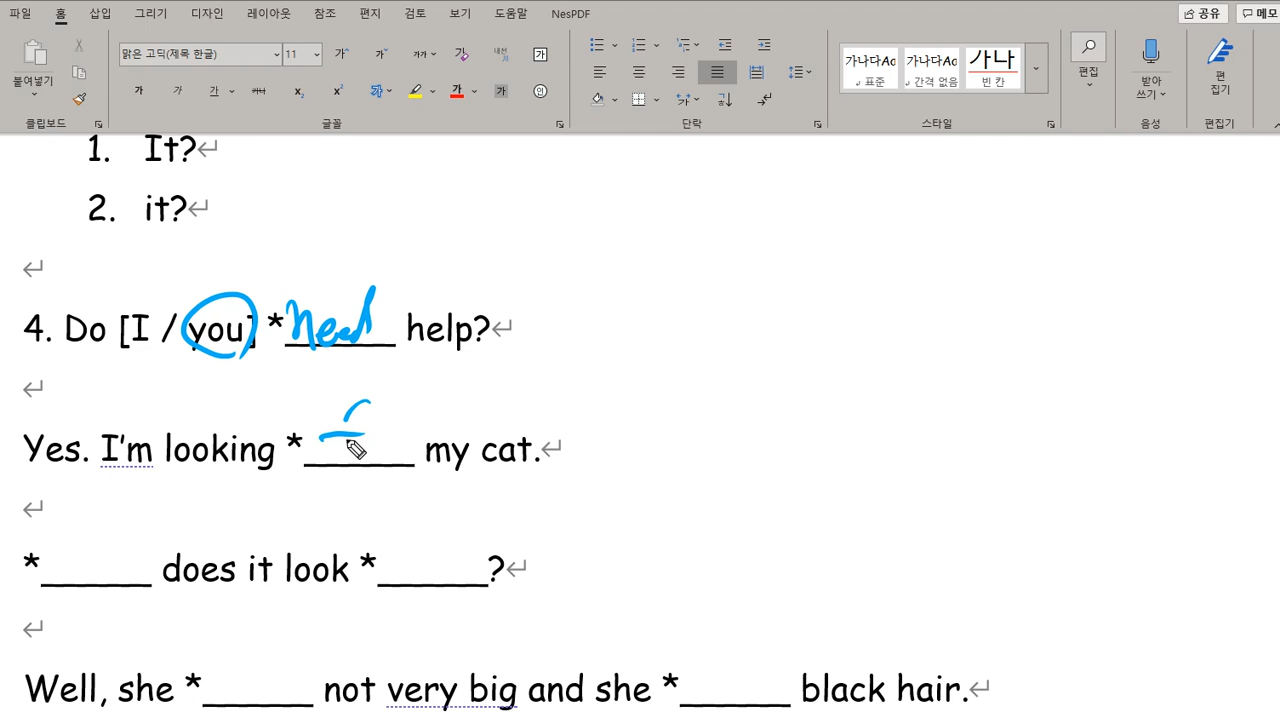 파일 홈 삽입 그리기 디자인 레이아웃 참조 편지 검토 보기 도움말 NesPDF 공유 메모
붙여넣기 맑은 고딕(제목 한글) 11 가나다AaI 가나다AaI 가나 편집 받아쓰기 편집기
표준 간격 없음 빈 칸
클립보드 글꼴 단락 스타일 음성 편집기
1. It?
2. it?
4. Do [I / you] *need help?
Yes. I'm looking *______ my cat.
*______ does it look *______?
Well, she *______ not very big and she *______ black hair.